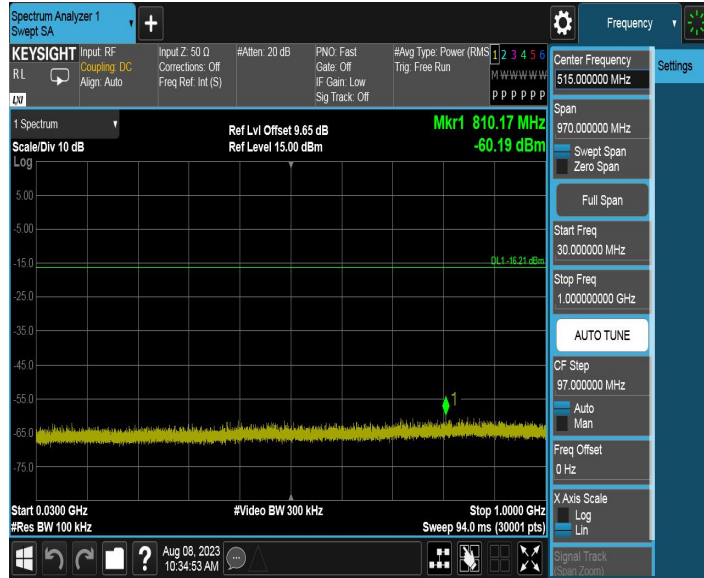 Spectrum Analyzer 1
Swept SA
+
Frequency
KEYSIGHT
RL
LXI
Input: RF
Coupling: DC
Align: Auto
Input Z: 50 Ω
Corrections: Off
Freq Ref: Int (S)
#Atten: 20 dB
PNO: Fast
Gate: Off
IF Gain: Low
Sig Track: Off
#Avg Type: Power (RMS
Trig: Free Run
1 2 3 4 5 6
M W W W W W
P P P P P P
1 Spectrum
Scale/Div 10 dB
Log
Ref Lvl Offset 9.65 dB
Ref Level 15.00 dBm
Mkr1 810.17 MHz
-60.19 dBm
5.00
-5.00
-15.0
DL1 -16.21 dBm
-25.0
-35.0
-45.0
-55.0
1
-65.0
-75.0
Start 0.0300 GHz
#Res BW 100 kHz
#Video BW 300 kHz
Stop 1.0000 GHz
Sweep 94.0 ms (30001 pts)
Center Frequency
515.000000 MHz
Settings
Span
970.000000 MHz
Swept Span
Zero Span
Full Span
Start Freq
30.000000 MHz
Stop Freq
1.000000000 GHz
AUTO TUNE
CF Step
97.000000 MHz
Auto
Man
Freq Offset
0 Hz
X Axis Scale
Log
Lin
Signal Track
(Span Zoom)
?
Aug 08, 2023
10:34:53 AM